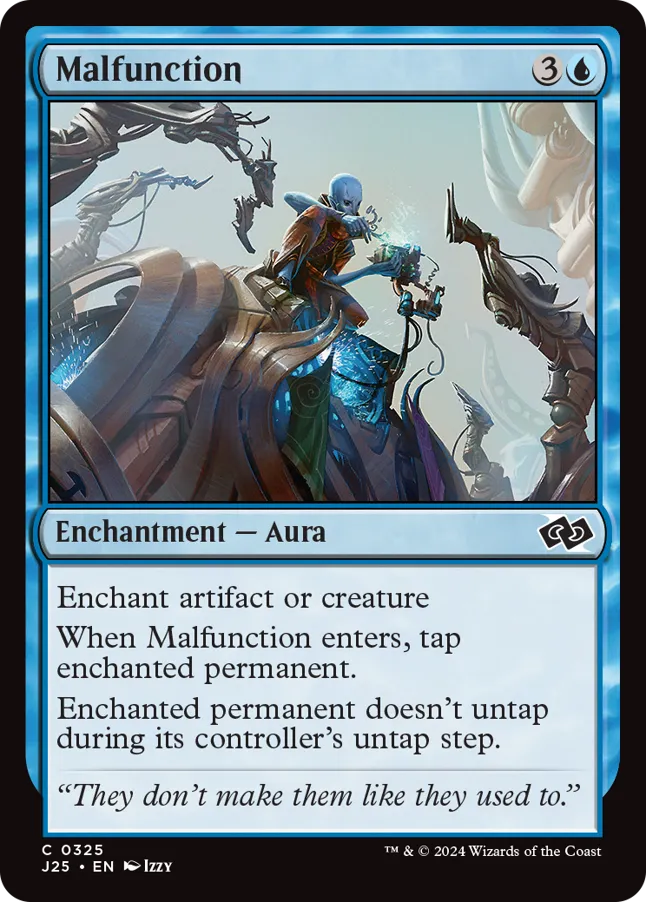 Malfunction 3
Enchantment — Aura
Enchant artifact or creature
When Malfunction enters, tap
enchanted permanent.
Enchanted permanent doesn’t untap
during its controller’s untap step.
“They don’t make them like they used to.”
C 0325
J25 • EN Izzy
™ & © 2024 Wizards of the Coast